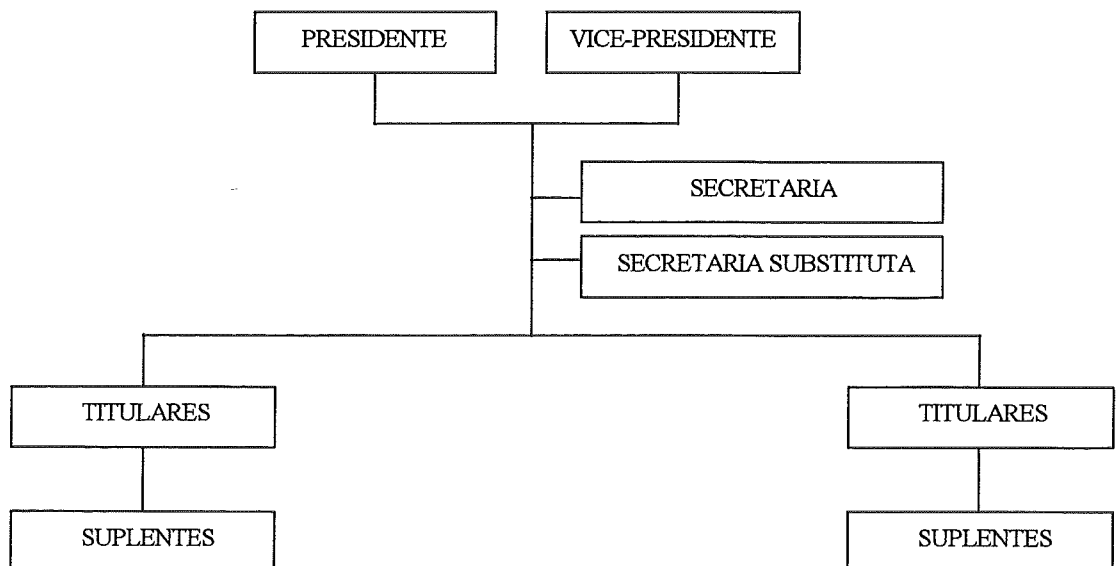 PRESIDENTE
VICE-PRESIDENTE
SECRETARIA
SECRETARIA SUBSTITUTA
TITULARES
TITULARES
SUPLENTES
SUPLENTES